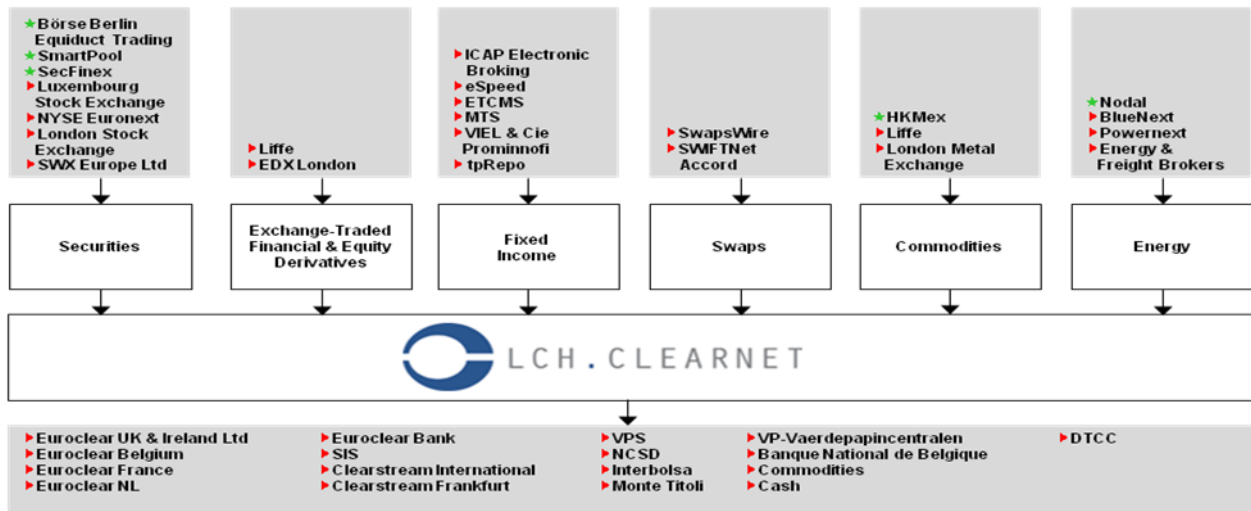 Börse Berlin
Equiduct Trading
SmartPool
SecFinex
Luxembourg
Stock Exchange
NYSE Euronext
London Stock
Exchange
SWX Europe Ltd
Liffe
EDX London
ICAP Electronic
Broking
eSpeed
ETCMS
MTS
VIEL & Cie
Prominnofi
tpRepo
SwapsWire
SWIFTNet
Accord
HKMex
Liffe
London Metal
Exchange
Nodal
BlueNext
Powernext
Energy &
Freight Brokers
Securities
Exchange-Traded
Financial & Equity
Derivatives
Fixed
Income
Swaps
Commodities
Energy
LCH.CLEARNET
Euroclear UK & Ireland Ltd
Euroclear Belgium
Euroclear France
Euroclear NL
Euroclear Bank
SIS
Clearstream International
Clearstream Frankfurt
VPS
NCSD
Interbolsa
Monte Titoli
VP-Vaerdepapincentralen
Banque National de Belgique
Commodities
Cash
DTCC